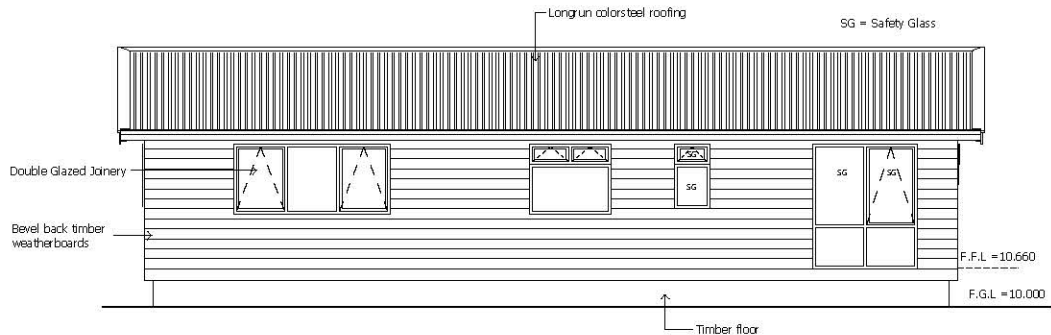 Longrun colorsteel roofing
SG = Safety Glass
Double Glazed Joinery
SG
SG
SG
SG
Bevel back timber
weatherboards
F.F.L =10.660
F.G.L =10.000
Timber floor